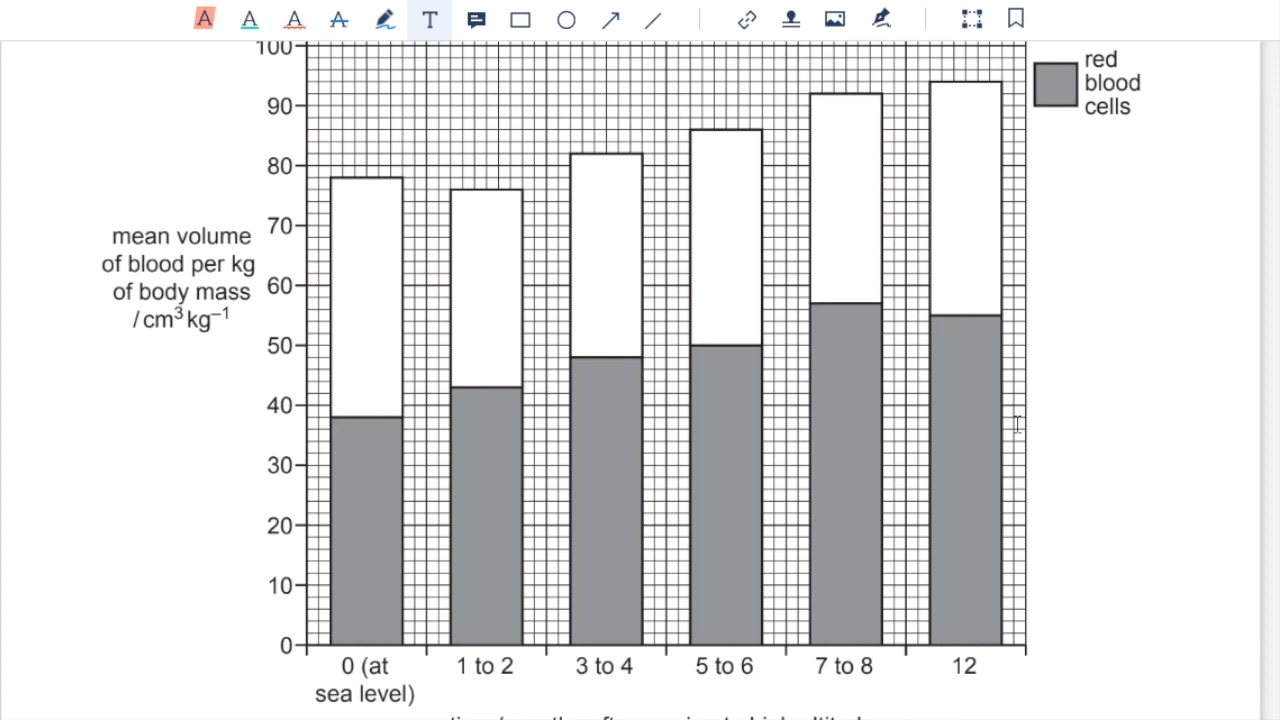 A A A A T
100
red
blood
cells
90
80
70
mean volume
of blood per kg
of body mass
/cm³ kg⁻¹
60
50
40
30
20
10
0
0 (at
sea level)
1 to 2
3 to 4
5 to 6
7 to 8
12